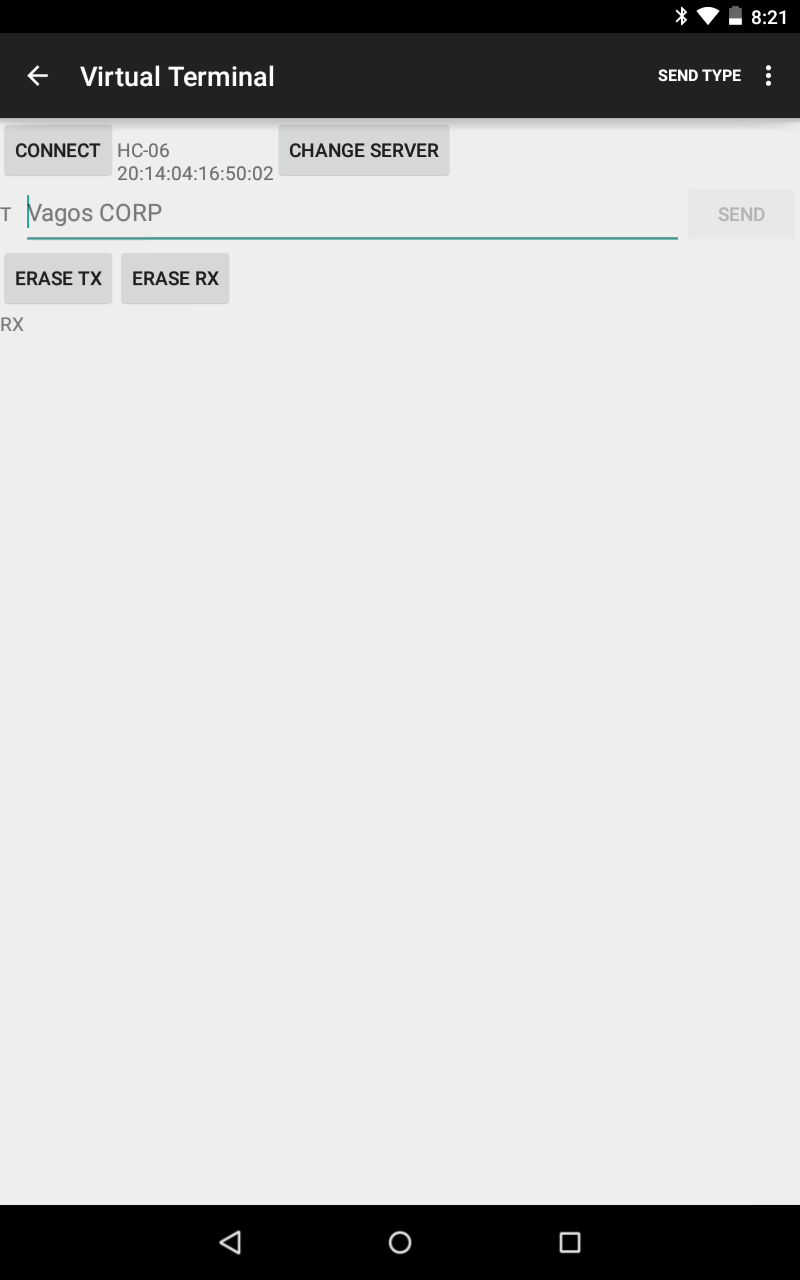 8:21
Virtual Terminal SEND TYPE
CONNECT HC-06 CHANGE SERVER
20:14:04:16:50:02
T Vagos CORP SEND
ERASE TX ERASE RX
RX